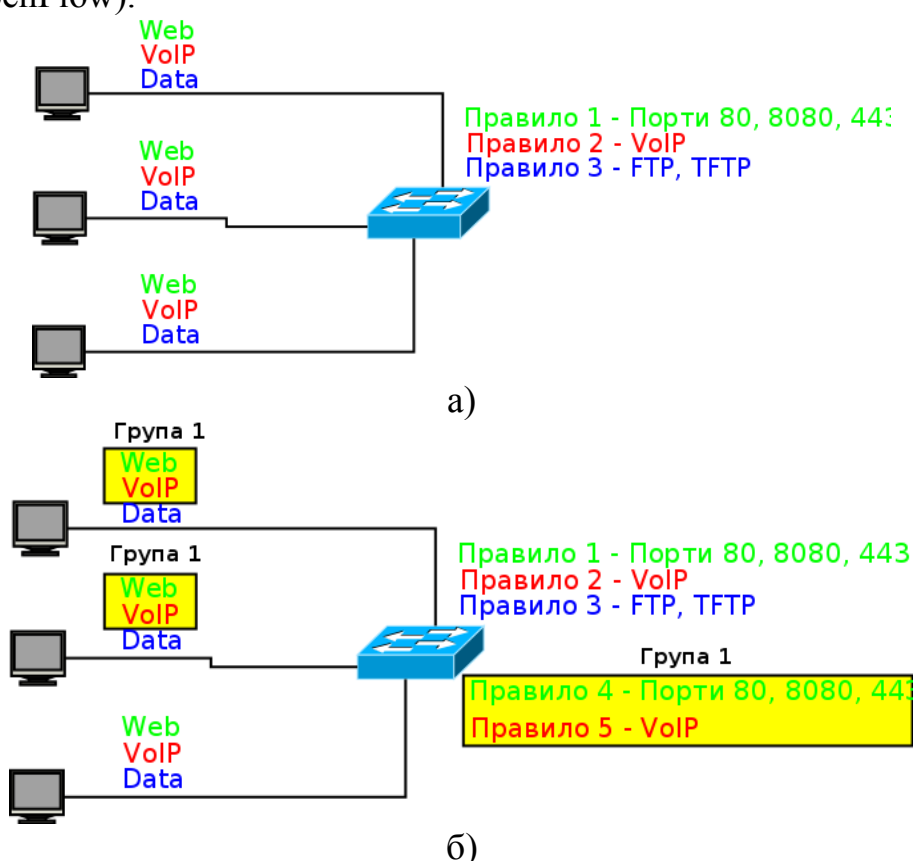 Web
VoIP
Data
Правило 1 - Порти 80, 8080, 443
Правило 2 - VoIP
Правило 3 - FTP, TFTP
Web
VoIP
Data
Web
VoIP
Data
а)
Група 1
Web
VoIP
Data
Група 1
Web
VoIP
Data
Правило 1 - Порти 80, 8080, 443
Правило 2 - VoIP
Правило 3 - FTP, TFTP
Група 1
Правило 4 - Порти 80, 8080, 443
Правило 5 - VoIP
Web
VoIP
Data
б)